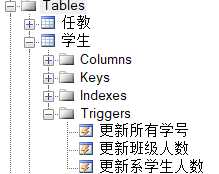 Tables
任教
学生
Columns
Keys
Indexes
Triggers
更新所有学号
更新班级人数
更新系学生人数